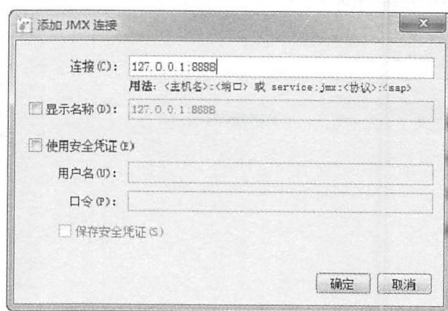 添加 JMX 连接
连接(C): 127.0.0.1:8888
用法: <主机名>:<端口> 或 service:jmx:<协议>:<sap>
显示名称(D): 127.0.0.1:8888
使用安全凭证(E)
用户名(U):
口令(P):
保存安全凭证(S)
确定 取消